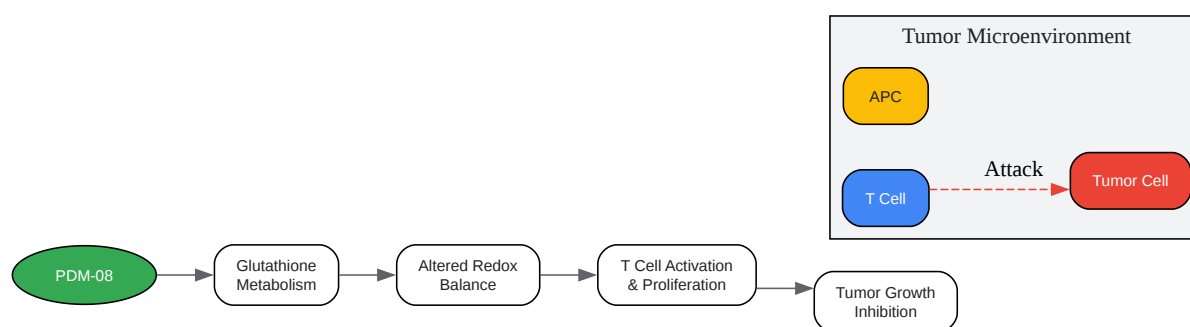 Tumor Microenvironment
APC
Attack
T Cell
Tumor Cell
PDM-08
Glutathione
Metabolism
Altered Redox
Balance
T Cell Activation
& Proliferation
Tumor Growth
Inhibition